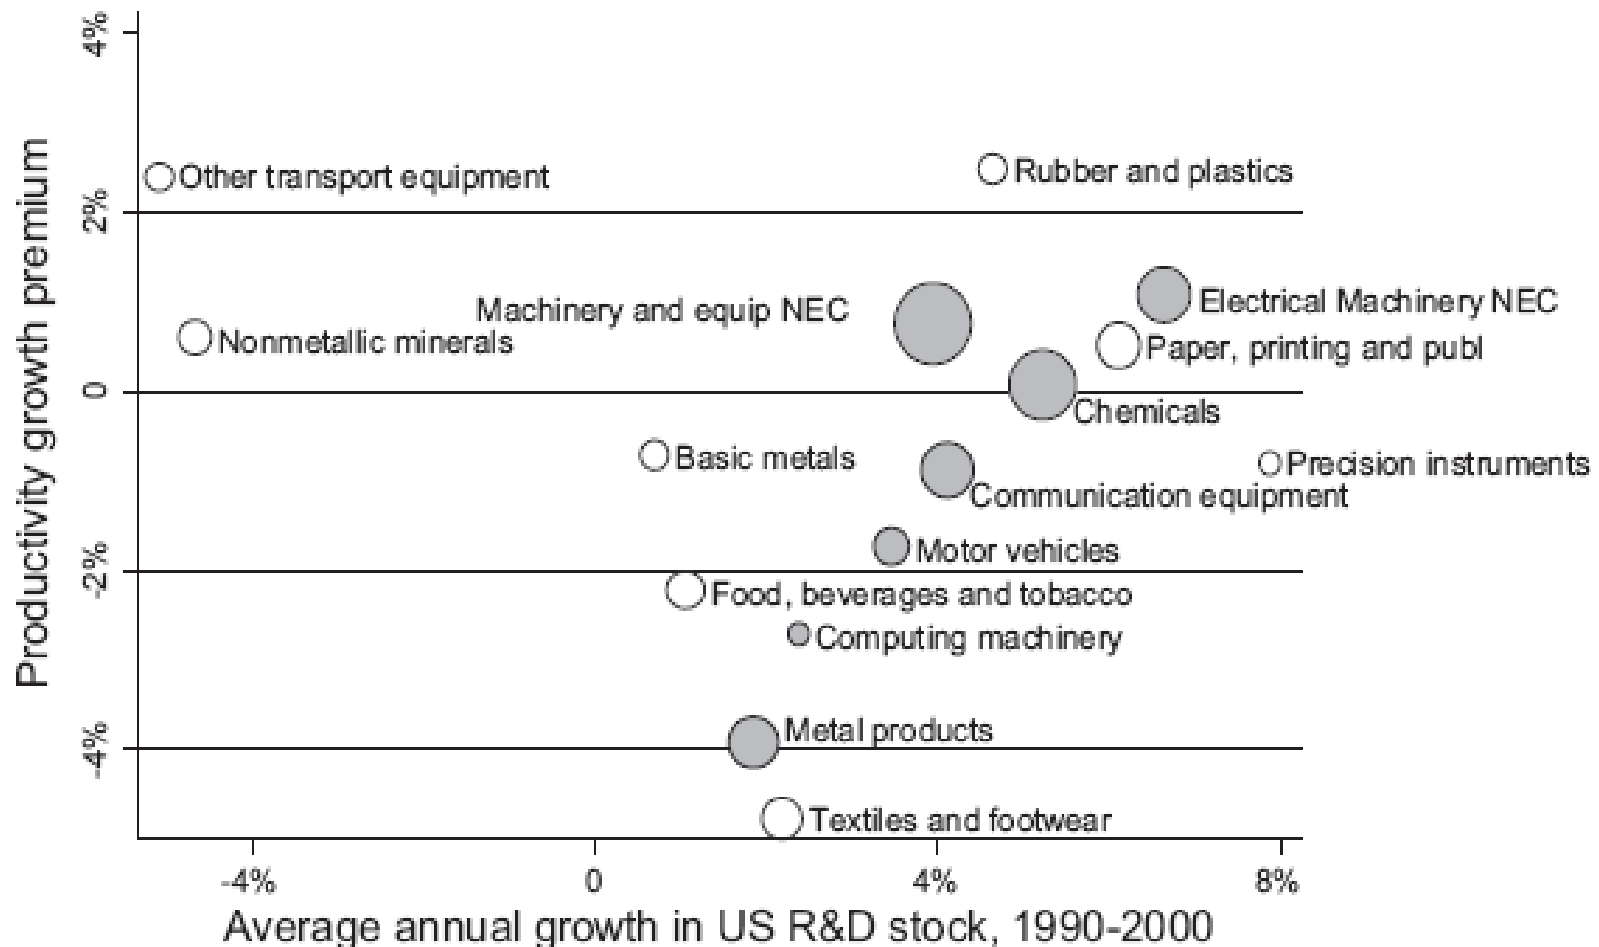 4%
Other transport equipment
Rubber and plastics
2%
Machinery and equip NEC
Electrical Machinery NEC
Nonmetallic minerals
Paper, printing and publ
0
Chemicals
Basic metals
Precision instruments
Communication equipment
Motor vehicles
-2%
Food, beverages and tobacco
Computing machinery
Metal products
-4%
Textiles and footwear
Productivity growth premium
-4%
0
4%
8%
Average annual growth in US R&D stock, 1990-2000